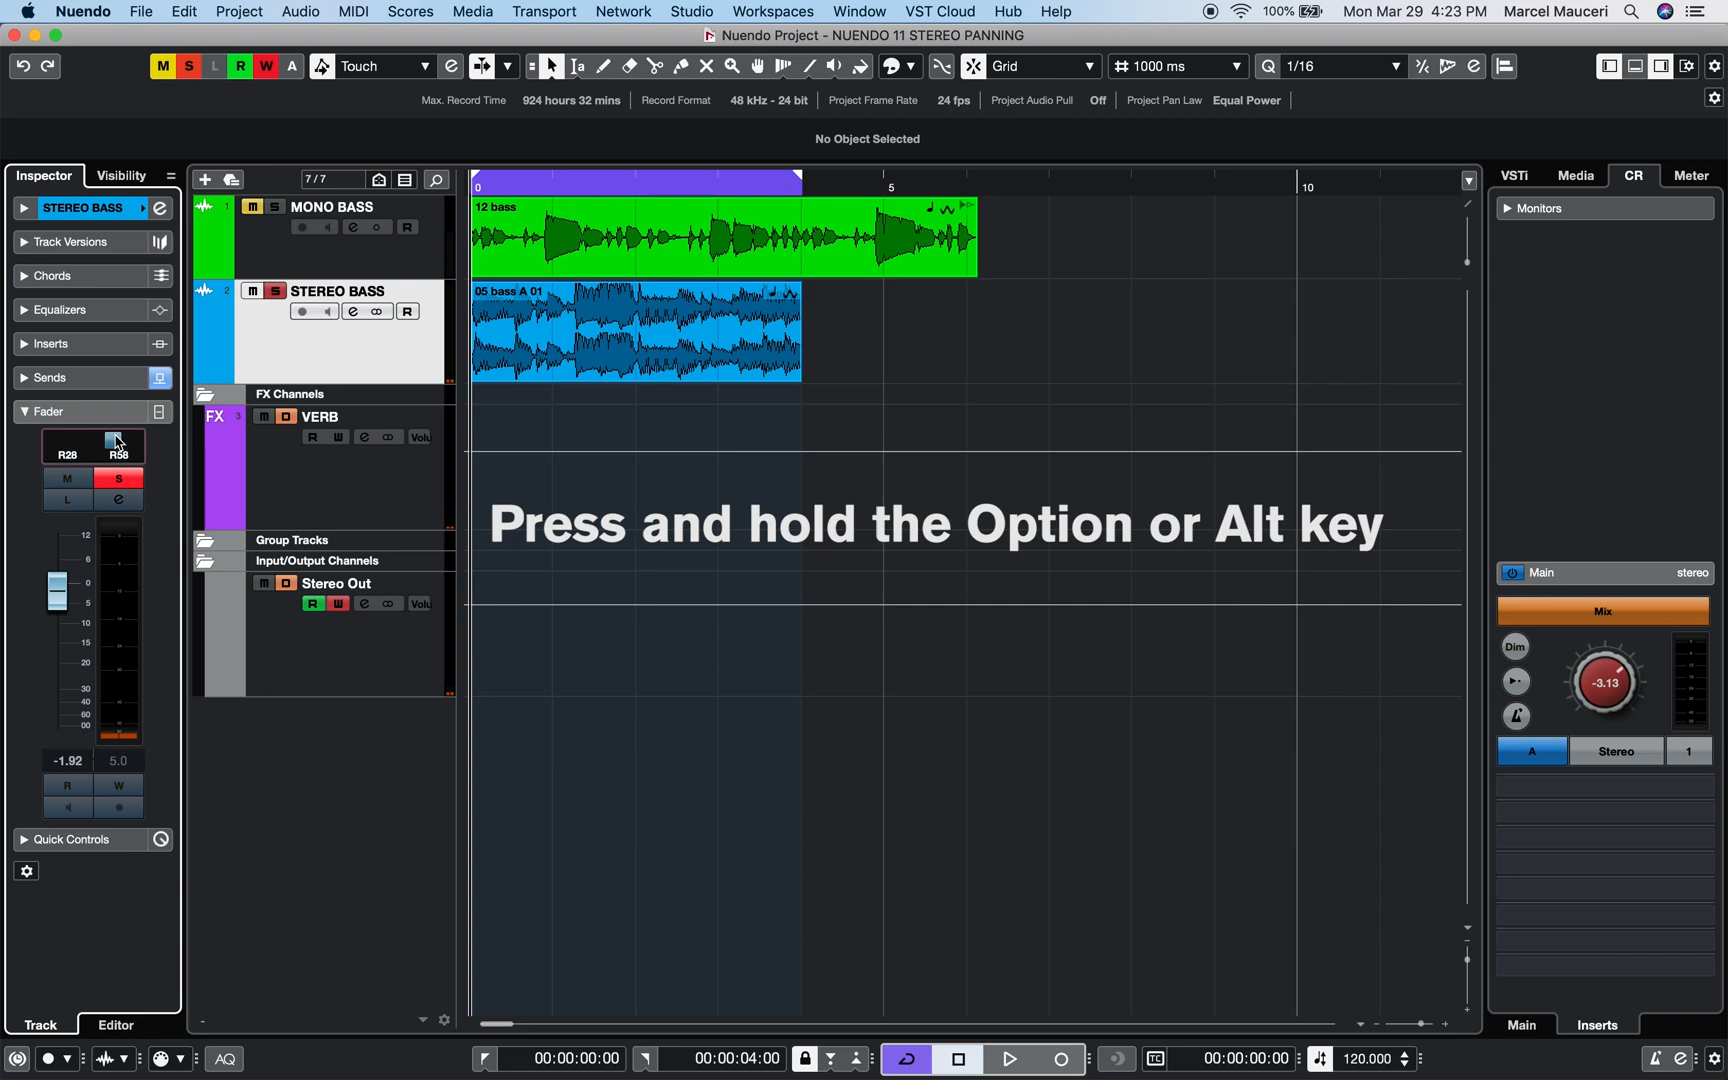 Nuendo File Edit Project Audio MIDI Scores Media Transport Network Studio Workspaces Window VST Cloud Hub Help 100% Mon Mar 29 4:23 PM Marcel Mauceri
Nuendo Project - NUENDO 11 STEREO PANNING
M S L R W A Touch Grid 1000 ms Q 1/16
Max. Record Time 924 hours 32 mins Record Format 48 kHz - 24 bit Project Frame Rate 24 fps Project Audio Pull Off Project Pan Law Equal Power
No Object Selected
Inspector Visibility 7/7 0 5 10 VSTi Media CR Meter
STEREO BASS e 1 m S MONO BASS 12 bass Monitors
e R
Track Versions
Chords
2 m S STEREO BASS 05 bass A 01
Equalizers e R
Inserts
Sends
FX Channels
Fader FX 3 m VERB
R W e Volu
R28 R58
M S
L e
Press and hold the Option or Alt key
12
6
0
5
10
15
20
30
40
60
00
Group Tracks
Input/Output Channels
m Stereo Out
R W e Volu
Main stereo
Mix
Dim
-3.13
A Stereo 1
-1.92 5.0
R W
Quick Controls
Track Editor Main Inserts
AQ 00:00:00:00 00:00:04:00 TC 00:00:00:00 120.000